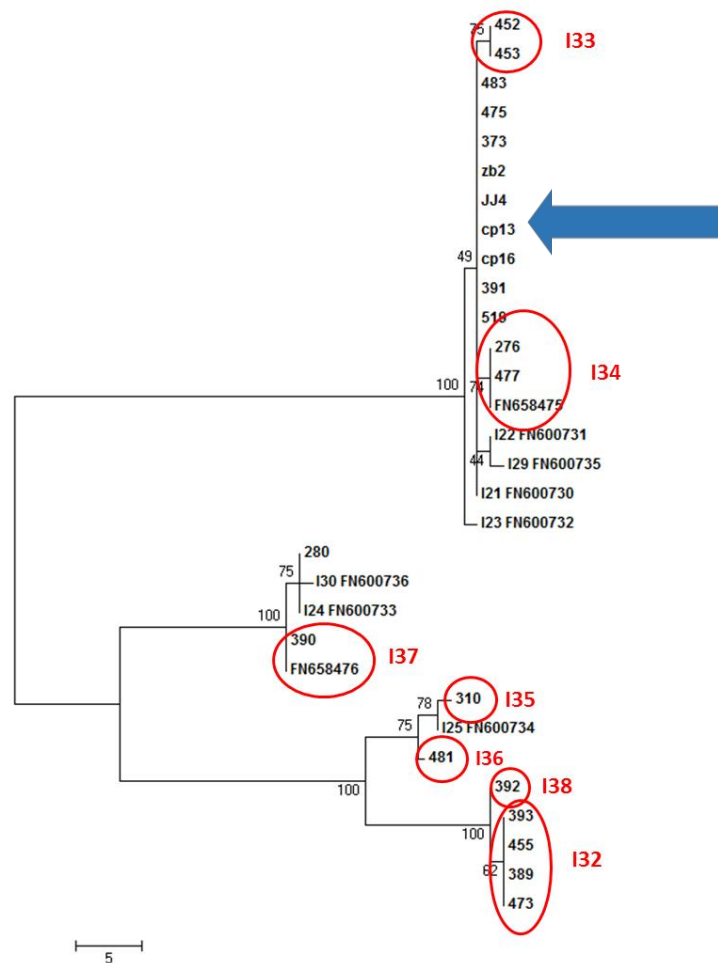 75
452
I33
453
483
475
373
zb2
JJ4
cp13
cp16
49
391
518
276
100
74
477
I34
FN658475
I22 FN600731
44
I29 FN600735
I21 FN600730
I23 FN600732
280
75
I30 FN600736
I24 FN600733
100
390
I37
FN658476
78
310
I35
75
I25 FN600734
481
I36
100
392
I38
393
100
455
I32
62
389
473
5